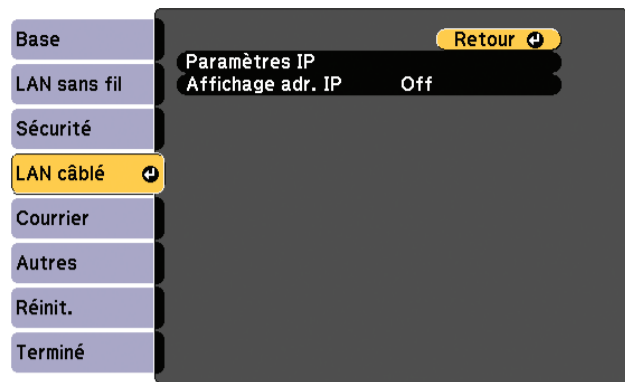 Base
LAN sans fil
Sécurité
LAN câblé
Courrier
Autres
Réinit.
Terminé
Retour
Paramètres IP
Affichage adr. IP Off